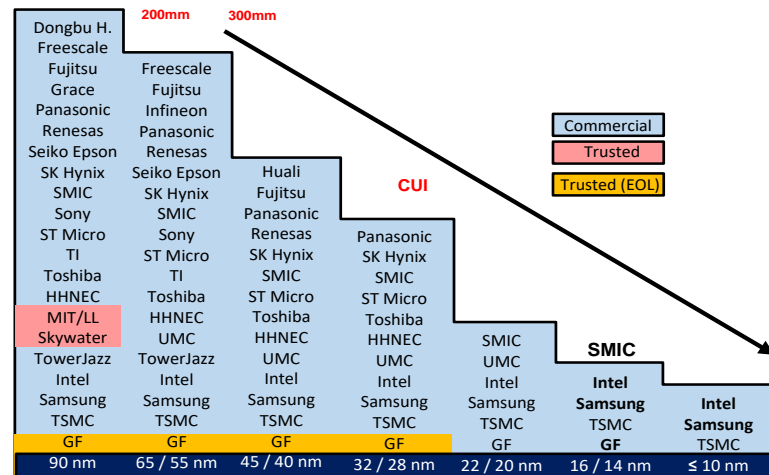 200mm
300mm
Dongbu H.
Freescale
Fujitsu
Grace
Panasonic
Renesas
Seiko Epson
SK Hynix
SMIC
Sony
ST Micro
TI
Toshiba
HHNEC
MIT/LL
Skywater
TowerJazz
Intel
Samsung
TSMC
GF
90 nm
Freescale
Fujitsu
Infineon
Panasonic
Renesas
Seiko Epson
SK Hynix
SMIC
Sony
ST Micro
TI
Toshiba
HHNEC
UMC
TowerJazz
Intel
Samsung
TSMC
GF
65 / 55 nm
Huali
Fujitsu
Panasonic
Renesas
SK Hynix
SMIC
ST Micro
Toshiba
HHNEC
UMC
Intel
Samsung
TSMC
GF
45 / 40 nm
CUI
Panasonic
SK Hynix
SMIC
ST Micro
Toshiba
HHNEC
UMC
Intel
Samsung
TSMC
GF
32 / 28 nm
SMIC
UMC
Intel
Samsung
TSMC
GF
22 / 20 nm
SMIC
Intel
Samsung
TSMC
GF
16 / 14 nm
Intel
Samsung
TSMC
≤ 10 nm
Commercial
Trusted
Trusted (EOL)